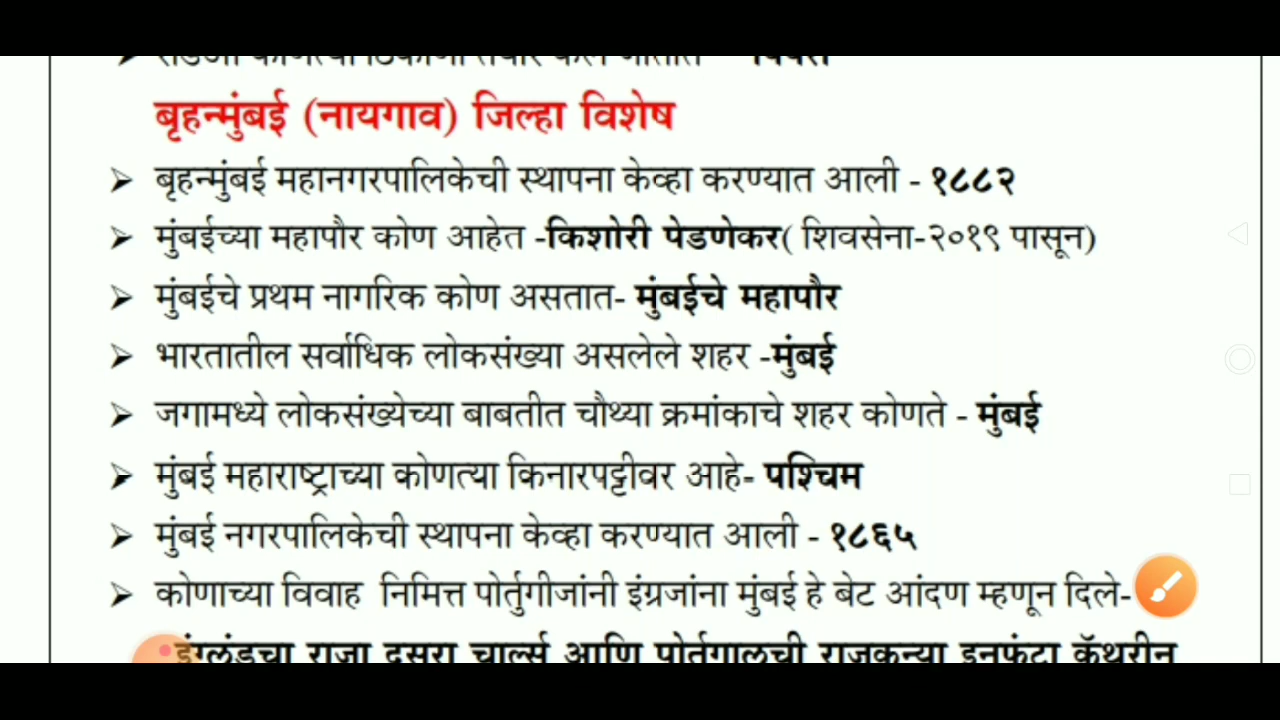 बृहन्मुंबई (नायगाव) जिल्हा विशेष
➢ बृहन्मुंबई महानगरपालिकेची स्थापना केव्हा करण्यात आली - १८८२
➢ मुंबईच्या महापौर कोण आहेत -किशोरी पेडणेकर( शिवसेना-२०१९ पासून)
➢ मुंबईचे प्रथम नागरिक कोण असतात- मुंबईचे महापौर
➢ भारतातील सर्वाधिक लोकसंख्या असलेले शहर -मुंबई
➢ जगामध्ये लोकसंख्येच्या बाबतीत चौथ्या क्रमांकाचे शहर कोणते - मुंबई
➢ मुंबई महाराष्ट्राच्या कोणत्या किनारपट्टीवर आहे- पश्चिम
➢ मुंबई नगरपालिकेची स्थापना केव्हा करण्यात आली - १८६५
➢ कोणाच्या विवाह निमित्त पोर्तुगीजांनी इंग्रजांना मुंबई हे बेट आंदण म्हणून दिले-
इंग्लंडचा राजा दुसरा चार्ल्स आणि पोर्तुगालची राजकन्या इनफंटा कॅथरीन